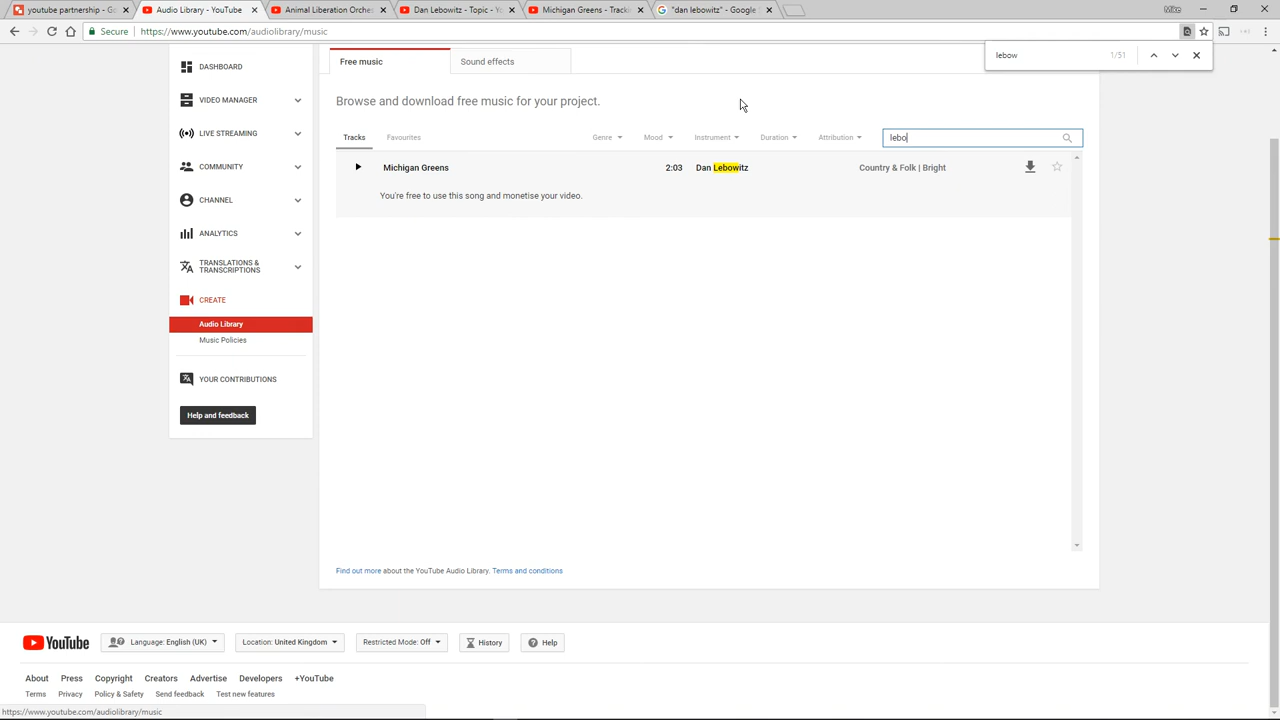 youtube partnership - Go
Audio Library - YouTube
Animal Liberation Orche
Dan Lebowitz - Topic - Y
Michigan Greens - Tracki
"dan lebowitz" - Google
Mike
Secure
https://www.youtube.com/audiolibrary/music
lebow
1/51
DASHBOARD
VIDEO MANAGER
LIVE STREAMING
COMMUNITY
CHANNEL
ANALYTICS
TRANSLATIONS &
TRANSCRIPTIONS
CREATE
Audio Library
Music Policies
YOUR CONTRIBUTIONS
Help and feedback
Free music
Sound effects
Browse and download free music for your project.
Tracks
Favourites
Genre
Mood
Instrument
Duration
Attribution
lebo
Michigan Greens
2:03
Dan Lebowitz
Country & Folk | Bright
You're free to use this song and monetise your video.
Find out more about the YouTube Audio Library. Terms and conditions
YouTube
Language: English (UK)
Location: United Kingdom
Restricted Mode: Off
History
Help
About Press Copyright Creators Advertise Developers +YouTube
Terms Privacy Policy & Safety Send feedback Test new features
https://www.youtube.com/audiolibrary/music